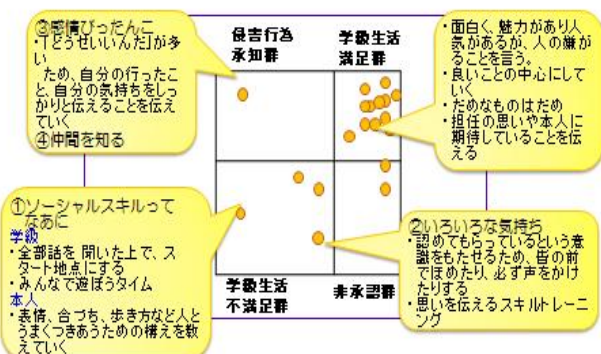 ③感情ぴったんこ
・「どうせいいんだ」が多
い
ため、自分の行ったこ
と、自分の気持ちをしっ
かりと伝えることを伝え
ていく
④仲間を知る
侵害行為
承知群
学級生活
満足群
・面白く、魅力があり人
気があるが、人の嫌が
ることを言う。
・良いことの中心にして
いく
・だめなものはだめ
・担任の思いや本人に
期待していることを伝
える
①ソーシャルスキルって
なあに
学級
・全部話を 聞いた上で、ス
タート地点にする
・みんなで遊ぼうタイム
本人
・表情、合づち、歩き方など人と
うまくつきあうための構えを教
えていく
学級生活
不満足群
非承認群
②いろいろな気持ち
・認めてもらっているという意
識をもたせるため、皆の前
でほめたり、必ず声をかけ
たりする
・思いを伝えるスキルトレーニ
ング